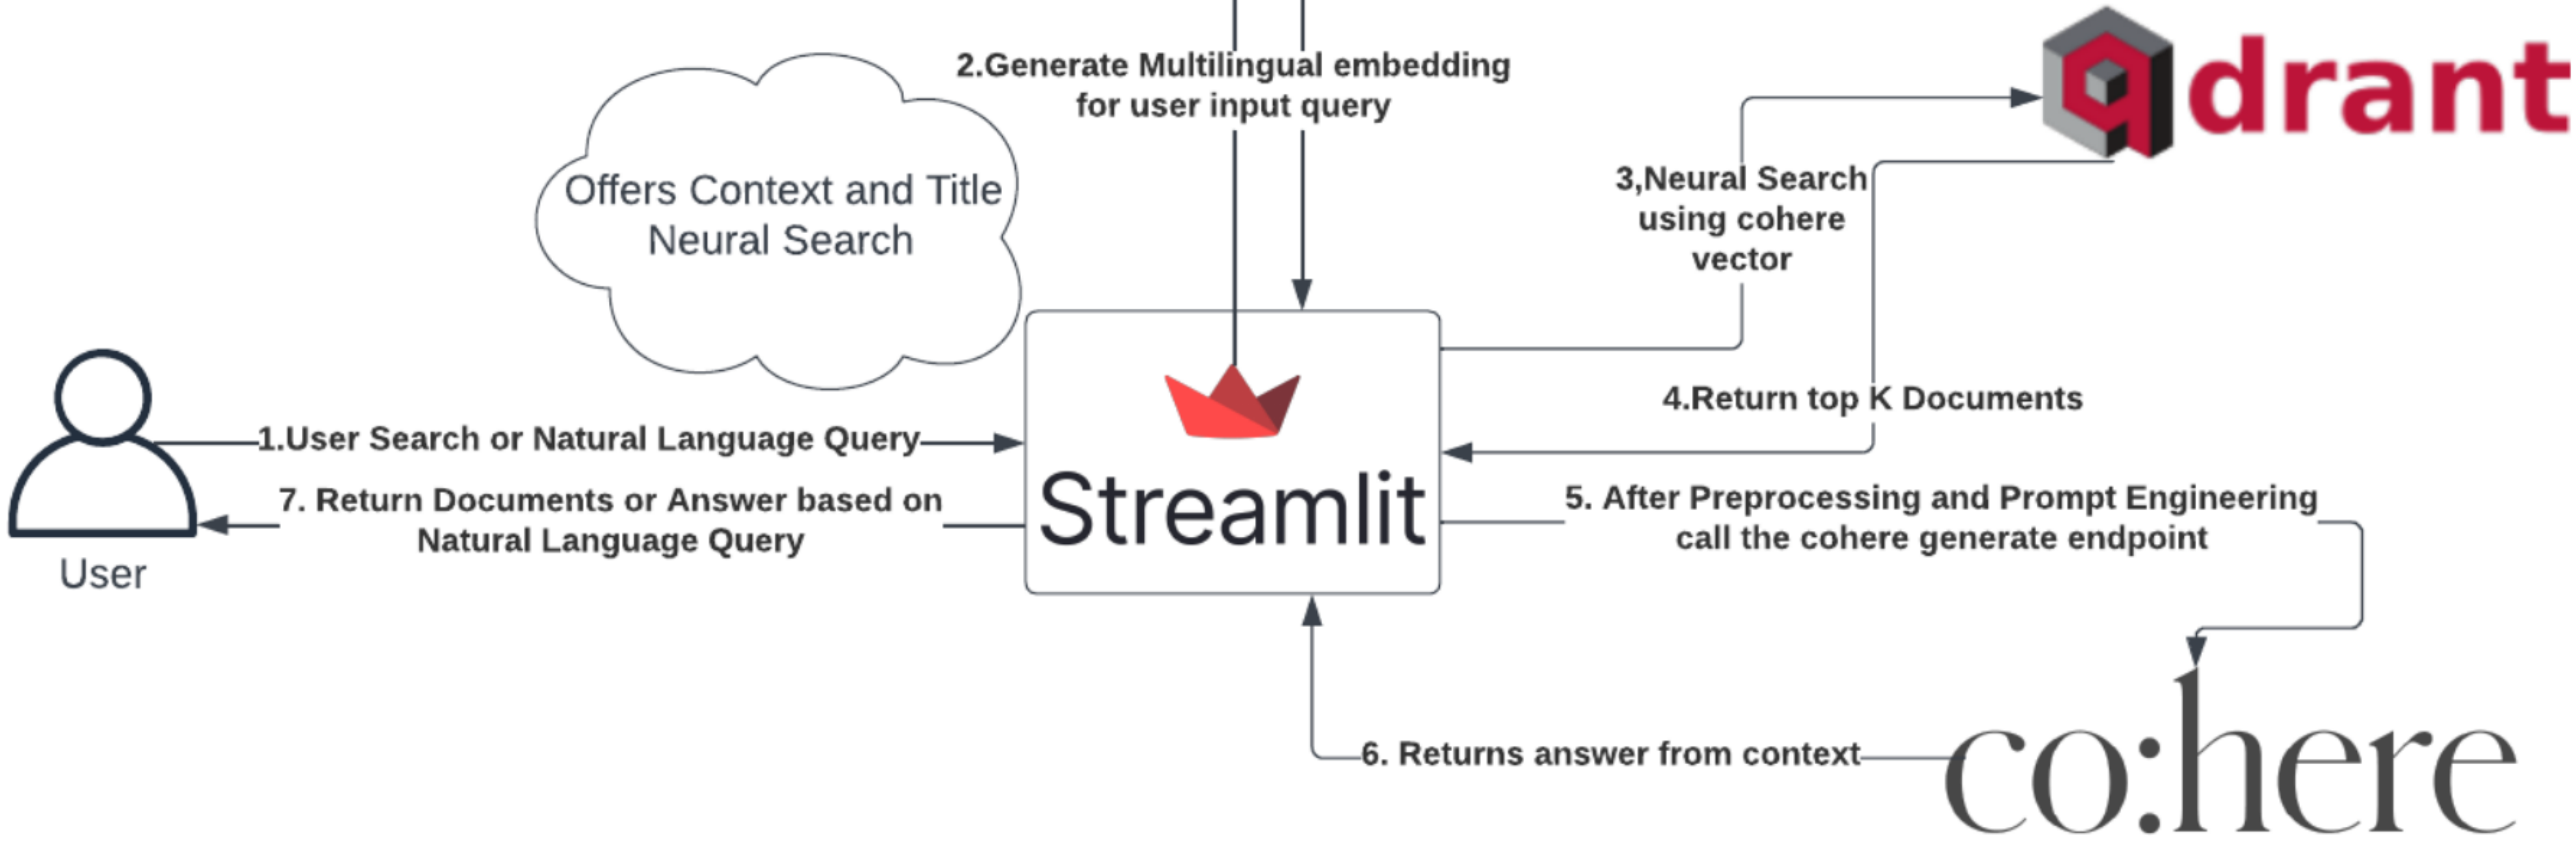 2.Generate Multilingual embedding
for user input query
qdrant
Offers Context and Title
Neural Search
3,Neural Search
using cohere
vector
4.Return top K Documents
1.User Search or Natural Language Query
7. Return Documents or Answer based on
Natural Language Query
User
Streamlit
5. After Preprocessing and Prompt Engineering
call the cohere generate endpoint
6. Returns answer from context
co:here